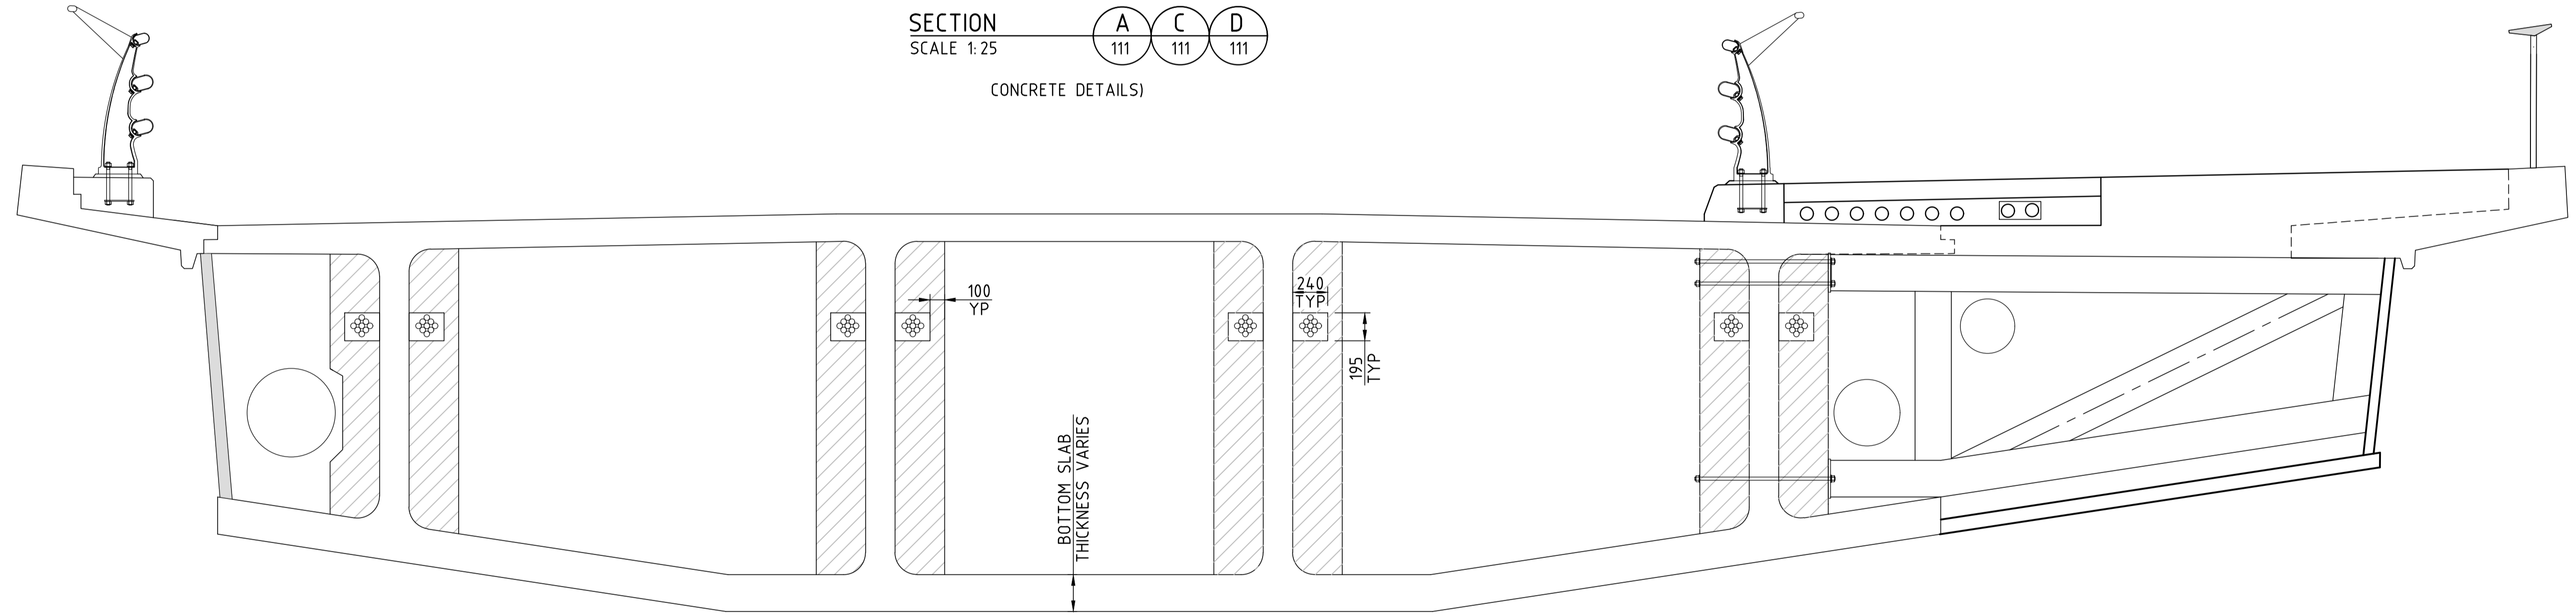 SECTION
SCALE 1:25
A
111
C
111
D
111
CONCRETE DETAILS)
100
YP
240
TYP
195
TYP
BOTTOM SLAB
THICKNESS VARIES